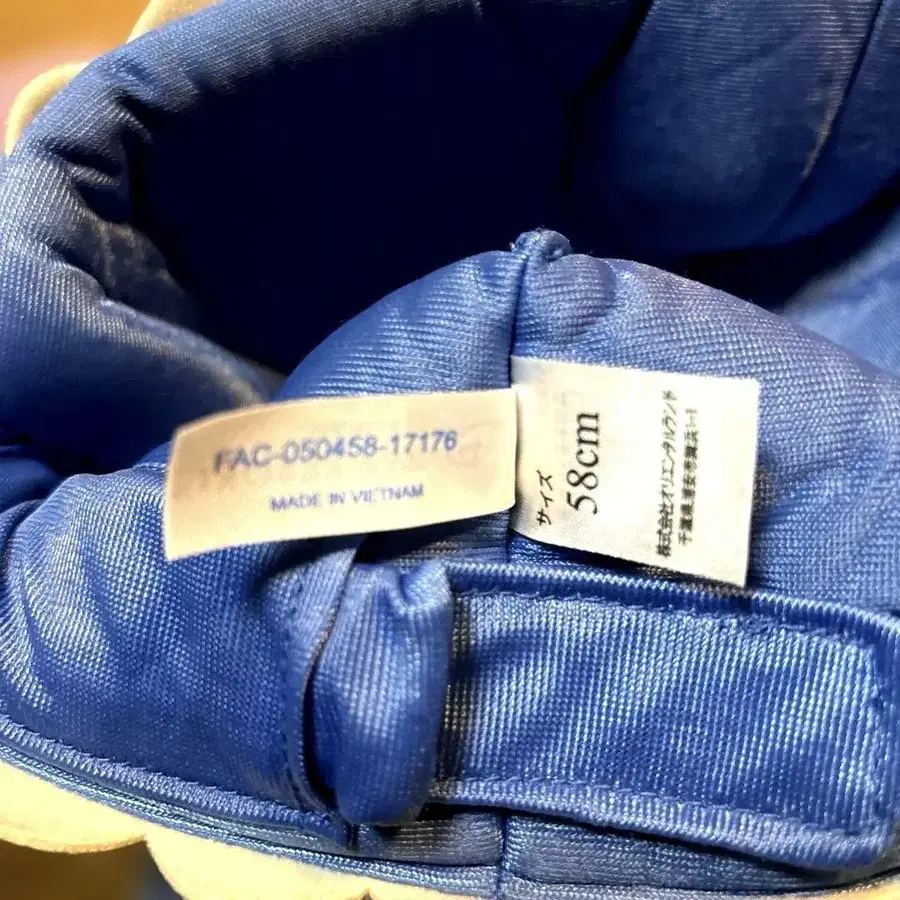 FAC-050458-17176
MADE IN VIETNAM
サイズ
58cm
株式会社オリエンタルランド
千葉県浦安市舞浜1-1